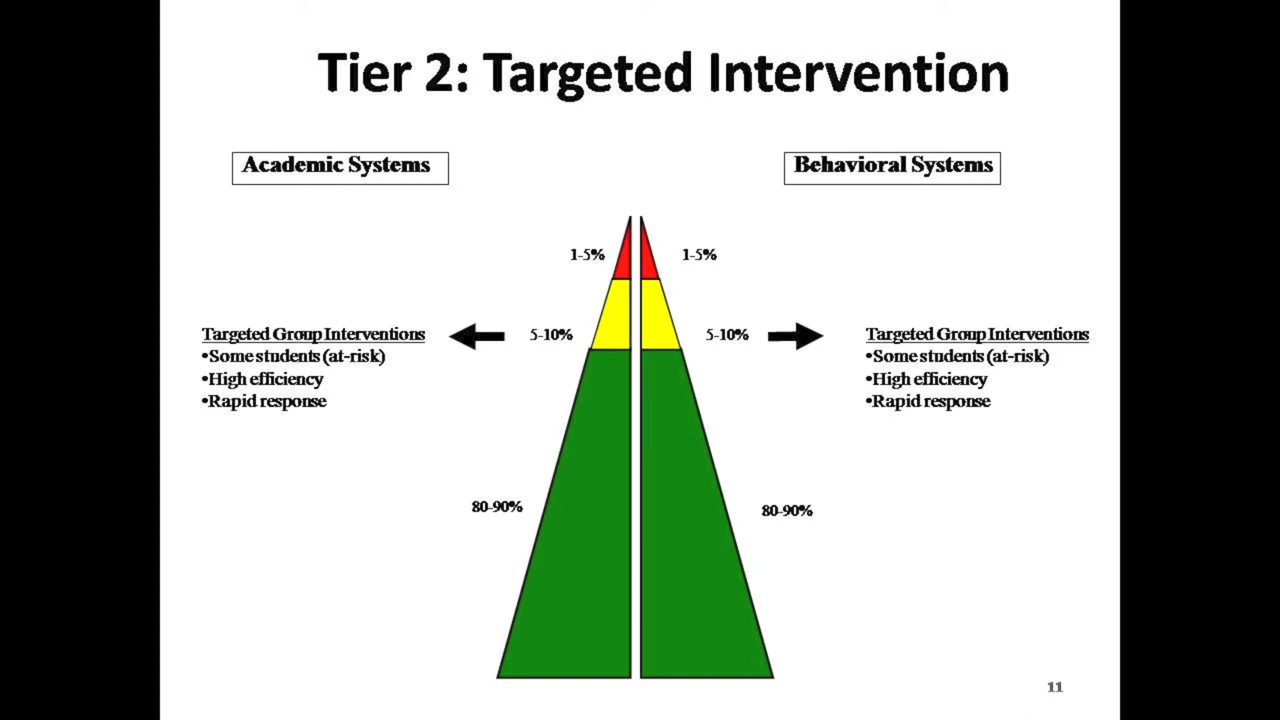 Tier 2: Targeted Intervention
Academic Systems
Behavioral Systems
1-5%
1-5%
Targeted Group Interventions
•Some students (at-risk)
•High efficiency
•Rapid response
5-10%
5-10%
Targeted Group Interventions
•Some students (at-risk)
•High efficiency
•Rapid response
80-90%
80-90%
11